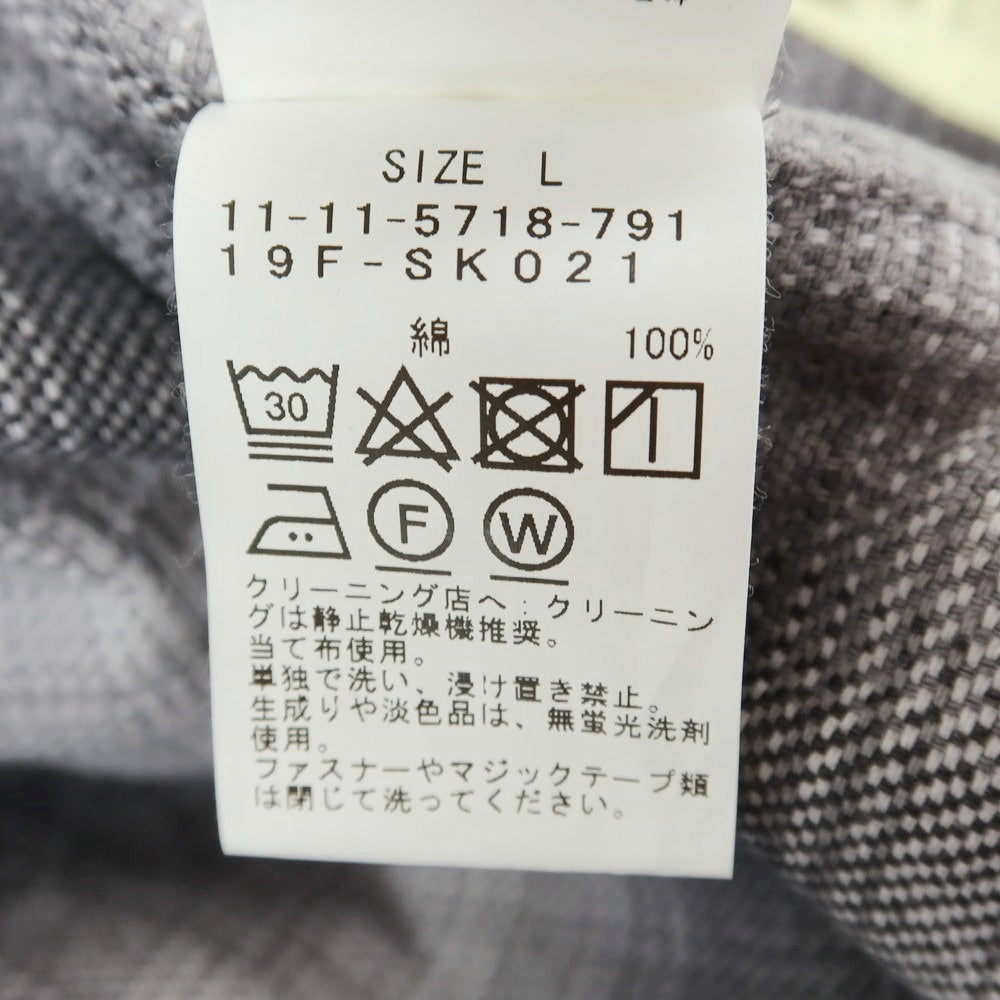 SIZE L
11-11-5718-791
19F-SK021
綿 100%
30
F W
クリーニング店へ:クリーニン
グは静止乾燥機推奨。
当て布使用。
単独で洗い、浸け置き禁止。
生成りや淡色品は、無蛍光洗剤
使用。
ファスナーやマジックテープ類
は閉じて洗ってください。